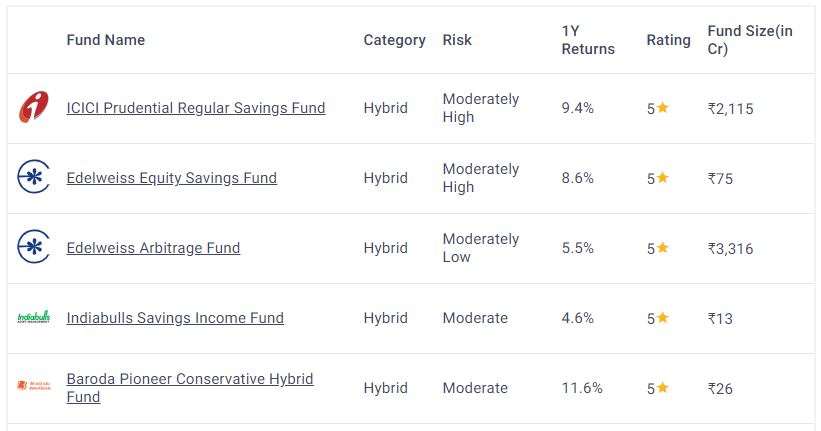 Fund Name Category Risk 1Y Returns Rating Fund Size(in Cr)
ICICI Prudential Regular Savings Fund Hybrid Moderately High 9.4% 5★ ₹2,115
Edelweiss Equity Savings Fund Hybrid Moderately High 8.6% 5★ ₹75
Edelweiss Arbitrage Fund Hybrid Moderately Low 5.5% 5★ ₹3,316
Indiabulls
Indiabulls Savings Income Fund Hybrid Moderate 4.6% 5★ ₹13
Baroda Pioneer Conservative Hybrid Fund Hybrid Moderate 11.6% 5★ ₹26